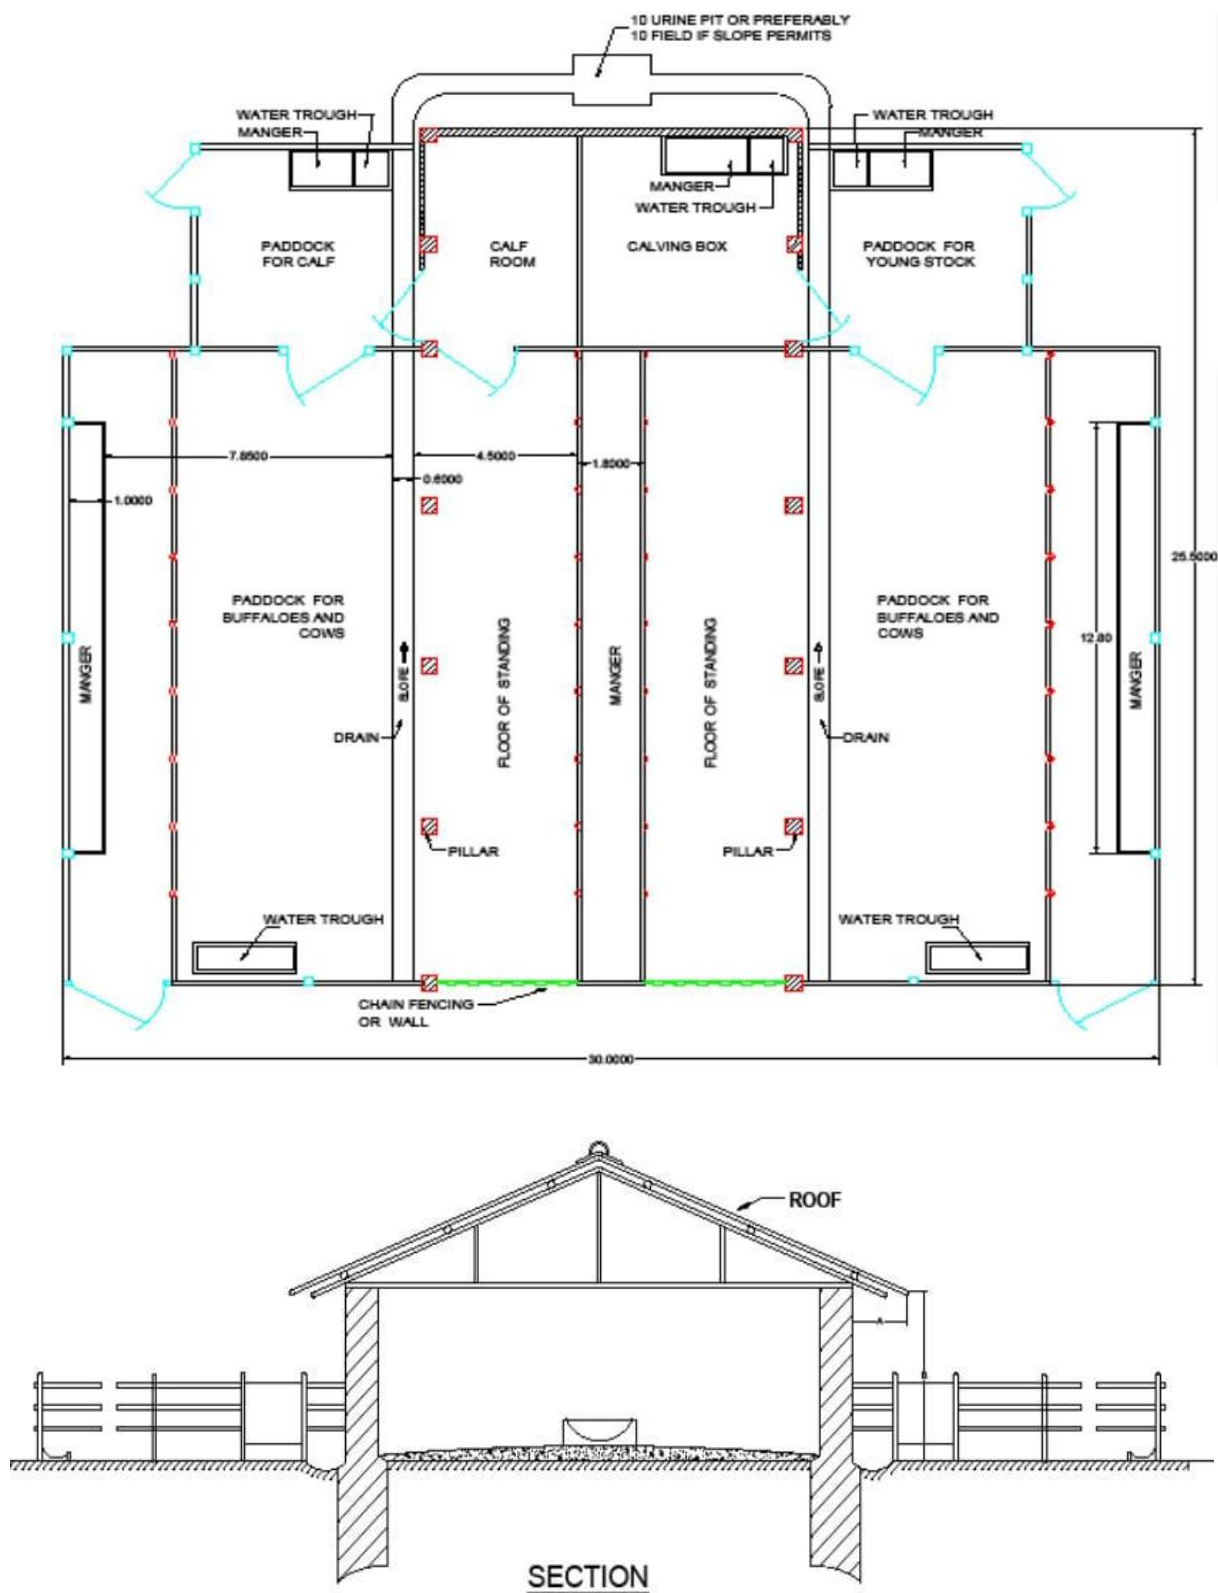 10 URINE PIT OR PREFERABLY
10 FIELD IF SLOPE PERMITS
WATER TROUGH
MANGER
WATER TROUGH
MANGER
MANGER
WATER TROUGH
PADDOCK
FOR CALF
CALF
ROOM
CALVING BOX
PADDOCK FOR
YOUNG STOCK
7.8500
4.5000
1.8000
0.6000
1.0000
25.5000
PADDOCK FOR
BUFFALOES AND
COWS
PADDOCK FOR
BUFFALOES AND
COWS
12.80
MANGER
SLOPE
FLOOR OF STANDING
MANGER
FLOOR OF STANDING
SLOPE
MANGER
DRAIN
DRAIN
PILLAR
PILLAR
WATER TROUGH
WATER TROUGH
CHAIN FENCING
OR WALL
30.0000
ROOF
SECTION